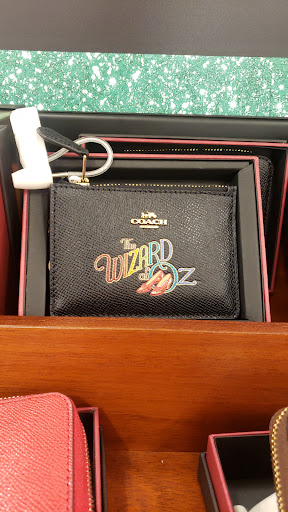 COACH
The
WIZARD
of OZ